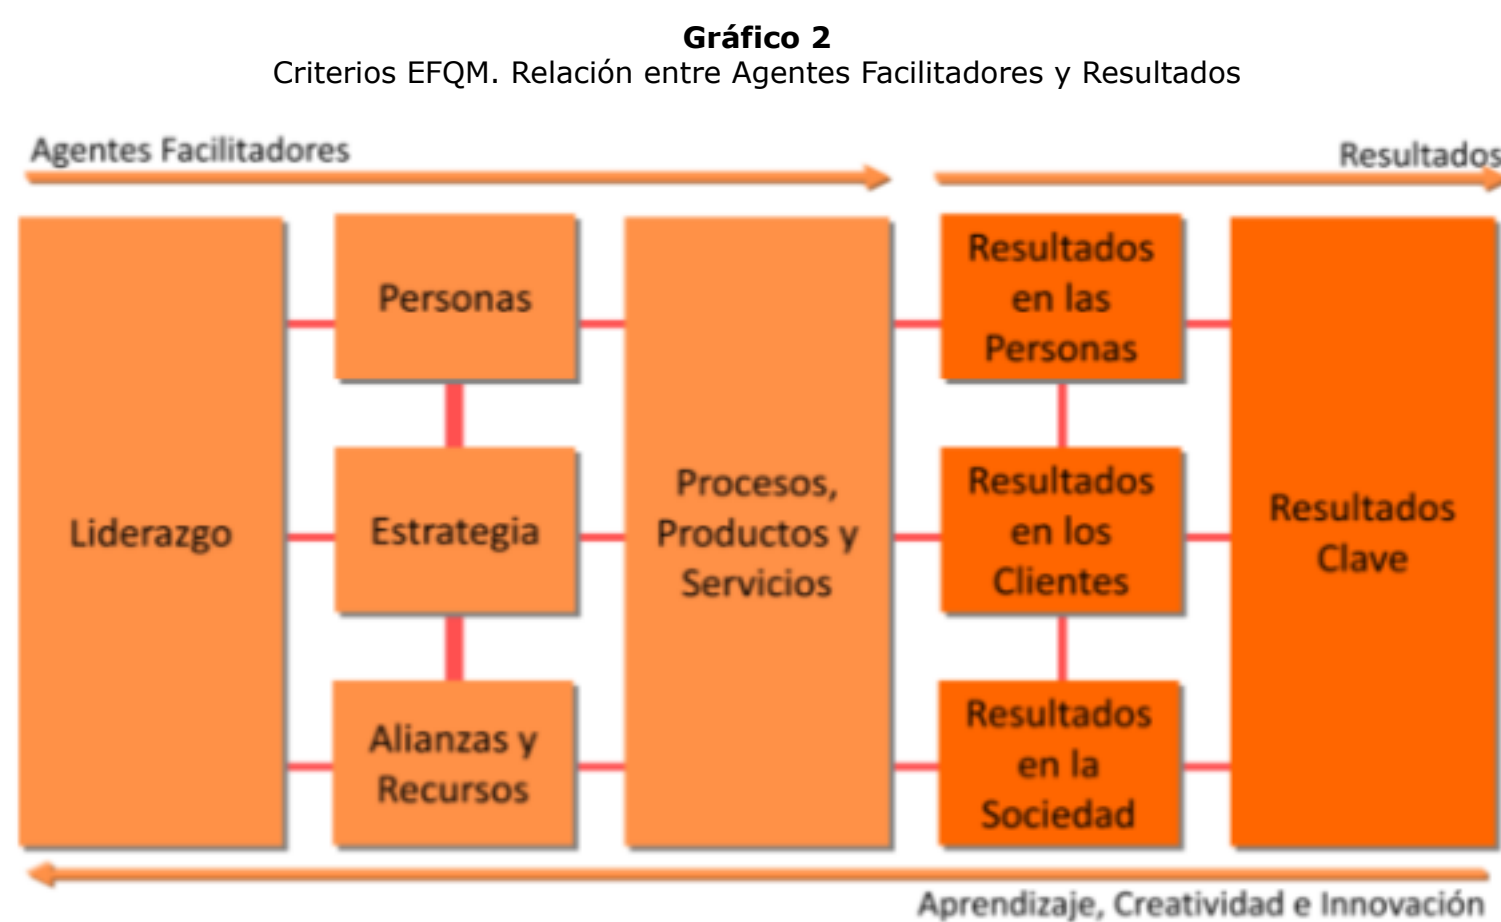 Gráfico 2
Criterios EFQM. Relación entre Agentes Facilitadores y Resultados
Agentes Facilitadores
Resultados
Liderazgo
Personas
Estrategia
Alianzas y
Recursos
Procesos,
Productos y
Servicios
Resultados
en las
Personas
Resultados
en los
Clientes
Resultados
en la
Sociedad
Resultados
Clave
Aprendizaje, Creatividad e Innovación